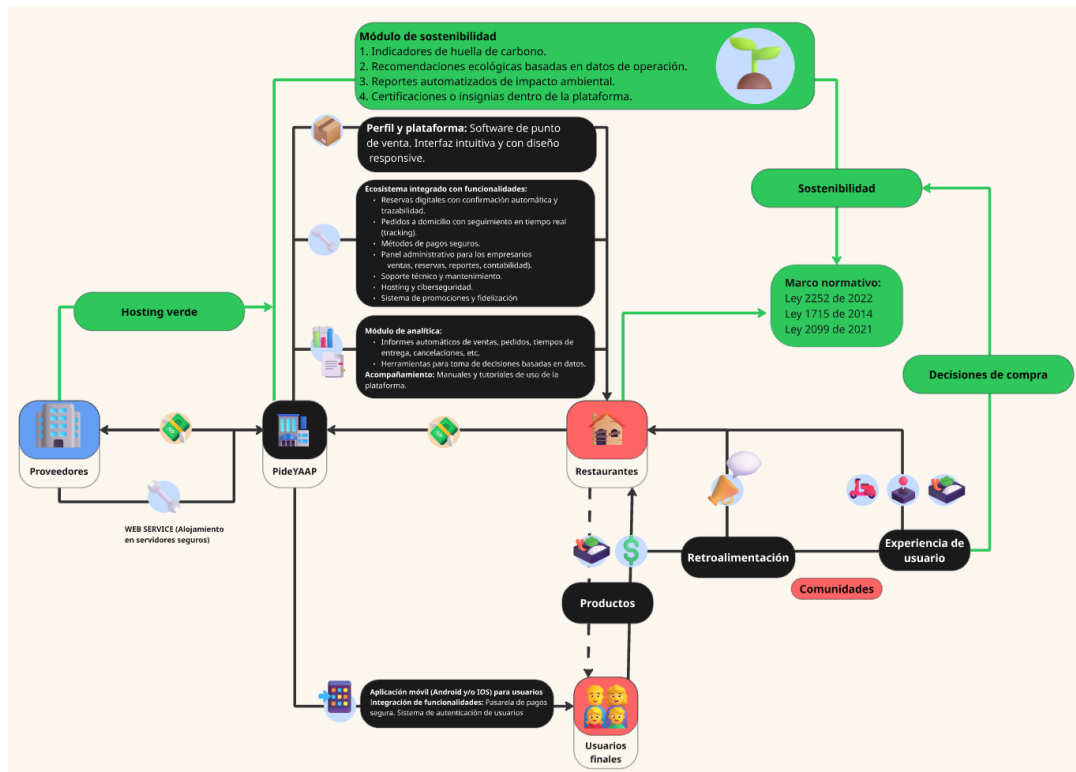 Módulo de sostenibilidad
1. Indicadores de huella de carbono.
2. Recomendaciones ecológicas basadas en datos de operación.
3. Reportes automatizados de impacto ambiental.
4. Certificaciones o insignias dentro de la plataforma.
Perfil y plataforma: Software de punto
de venta. Interfaz intuitiva y con diseño
responsive.
Ecosistema integrado con funcionalidades:
• Reservas digitales con confirmación automática y
trazabilidad.
• Pedidos a domicilio con seguimiento en tiempo real
(tracking).
• Métodos de pagos seguros.
• Panel administrativo para los empresarios
ventas, reservas, reportes, contabilidad).
• Soporte técnico y mantenimiento.
• Hosting y ciberseguridad.
• Sistema de promociones y fidelización
Módulo de analítica:
• Informes automáticos de ventas, pedidos, tiempos de
entrega, cancelaciones, etc.
• Herramientas para toma de decisiones basadas en datos.
Acompañamiento: Manuales y tutoriales de uso de la
plataforma.
Sostenibilidad
Marco normativo:
Ley 2252 de 2022
Ley 1715 de 2014
Ley 2099 de 2021
Hosting verde
Decisiones de compra
Proveedores
PideYAAP
Restaurantes
WEB SERVICE (Alojamiento
en servidores seguros)
Retroalimentación
Experiencia de
usuario
Comunidades
Productos
Aplicación móvil (Android y/o IOS) para usuarios
Integración de funcionalidades: Pasarela de pagos
segura. Sistema de autenticación de usuarios
Usuarios
finales